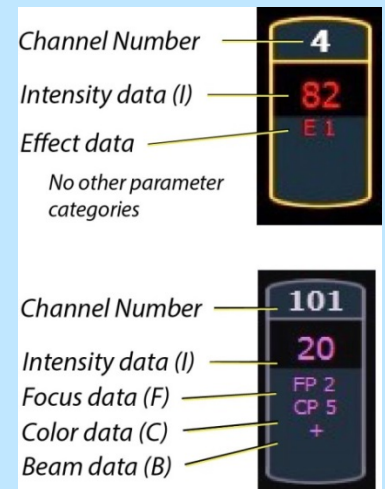 Channel Number
4
Intensity data (I)
82
Effect data
E 1
No other parameter
categories
Channel Number
101
Intensity data (I)
20
Focus data (F)
FP 2
Color data (C)
CP 5
Beam data (B)
+